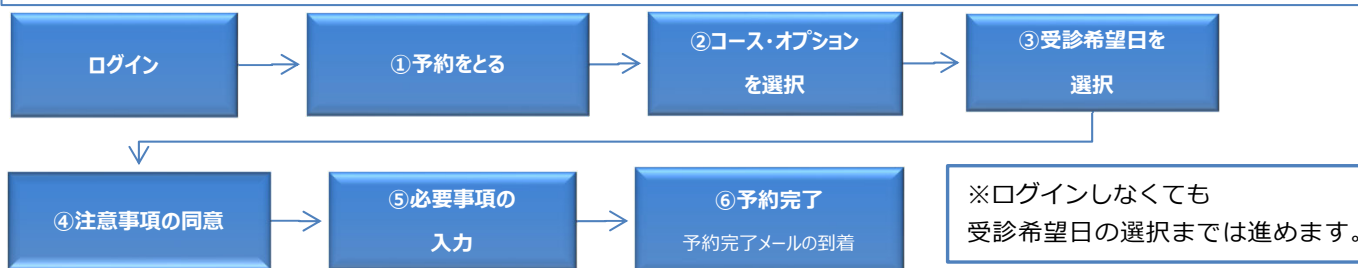 ログイン
①予約をとる
②コース・オプション
を選択
③受診希望日を
選択
④注意事項の同意
⑤必要事項の
入力
⑥予約完了
予約完了メールの到着
※ログインしなくても
受診希望日の選択までは進めます。